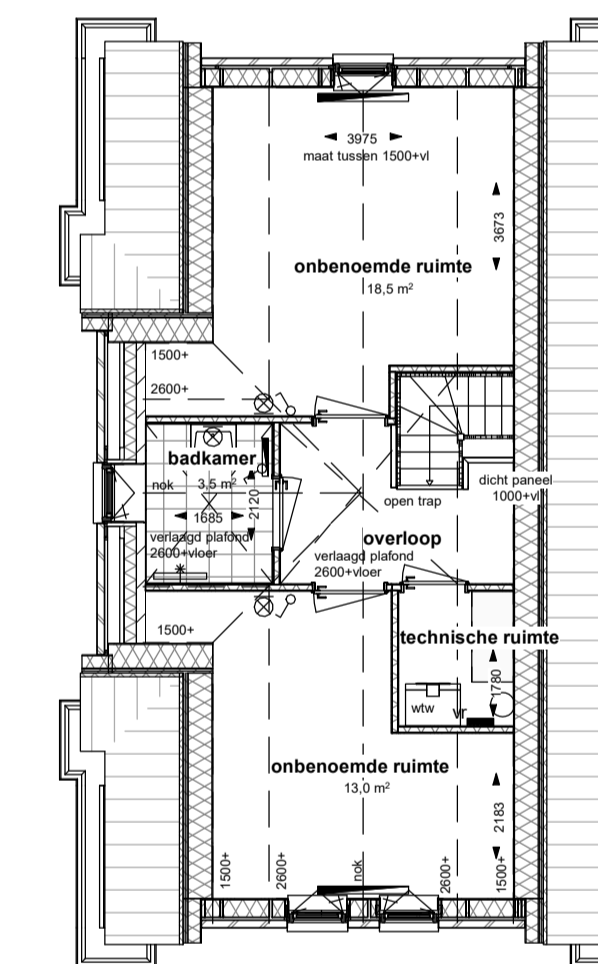 3975
maat tussen 1500+vl
3673
onbenoemde ruimte
18,5 m²
1500+
2600+
badkamer
nok
3,5 m²
1685
2120
verlaagd plafond
2600+vloer
open trap
dicht paneel
1000+vl
overloop
verlaagd plafond
2600+vloer
1500+
technische ruimte
1780
wtw
VT
onbenoemde ruimte
13,0 m²
2183
1500+
2600+
nok
2600+
1500+